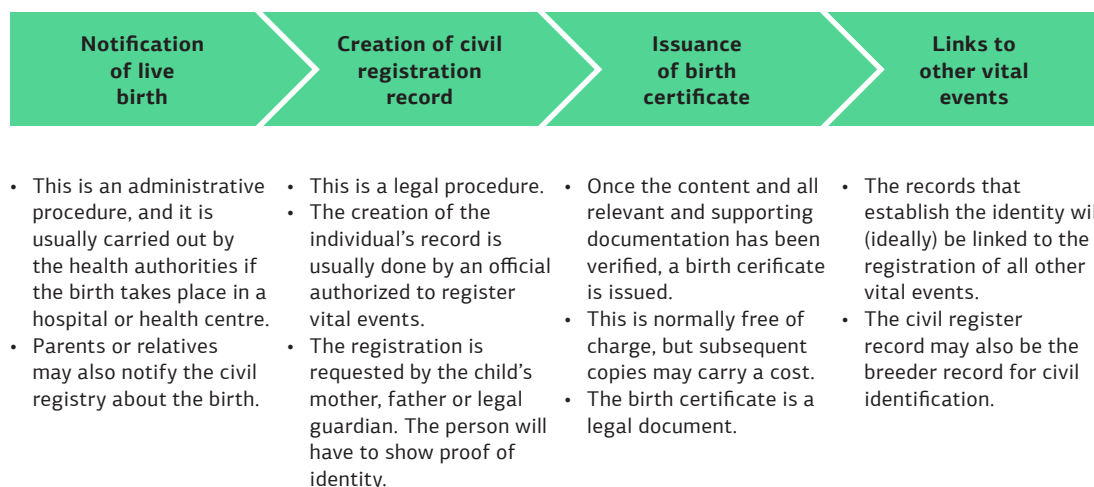 Notification
of live
birth
Creation of civil
registration
record
Issuance
of birth
certificate
Links to
other vital
events
• This is an administrative
procedure, and it is
usually carried out by
the health authorities if
the birth takes place in a
hospital or health centre.
• Parents or relatives
may also notify the civil
registry about the birth.
• This is a legal procedure.
• The creation of the
individual’s record is
usually done by an official
authorized to register
vital events.
• The registration is
requested by the child’s
mother, father or legal
guardian. The person will
have to show proof of
identity.
• Once the content and all
relevant and supporting
documentation has been
verified, a birth cerificate
is issued.
• This is normally free of
charge, but subsequent
copies may carry a cost.
• The birth certificate is a
legal document.
• The records that
establish the identity wil
(ideally) be linked to the
registration of all other
vital events.
• The civil register
record may also be the
breeder record for civil
identification.